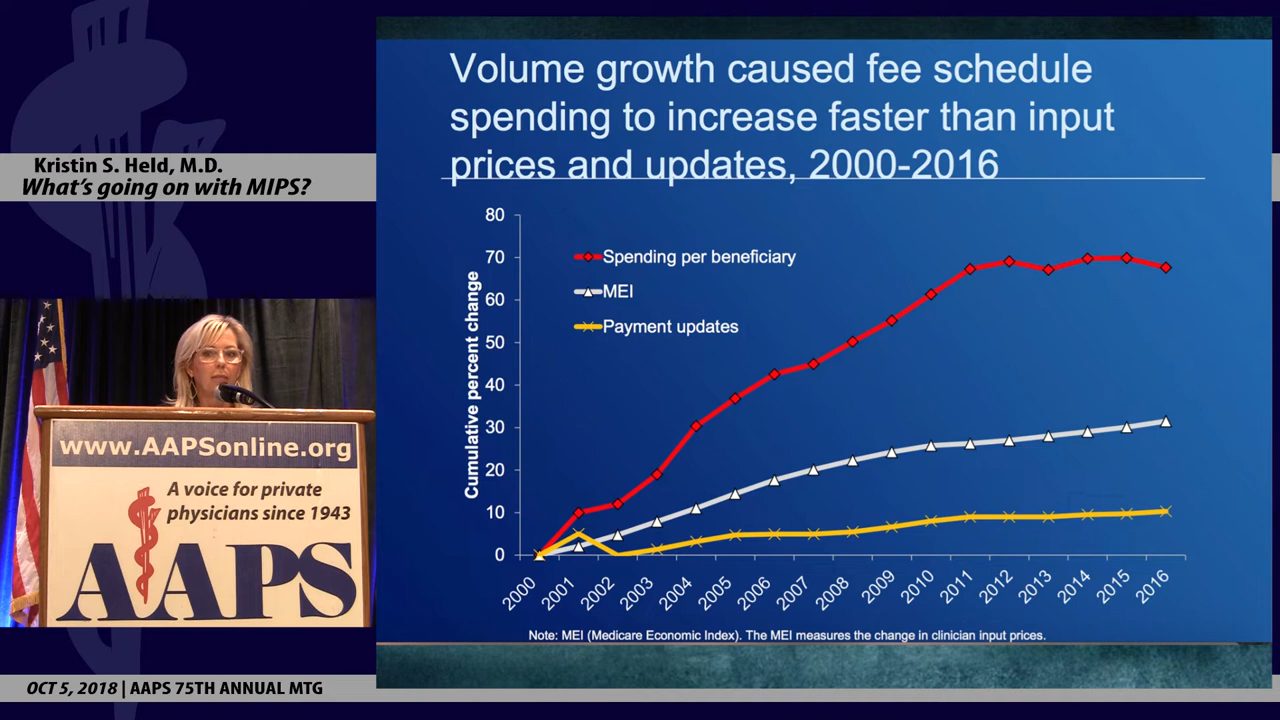 Kristin S. Held, M.D.
What's going on with MIPS?
www.AAPSonline.org
A voice for private
physicians since 1943
AAPS
OCT 5, 2018 | AAPS 75TH ANNUAL MTG
Volume growth caused fee schedule
spending to increase faster than input
prices and updates, 2000-2016
Cumulative percent change
80
70
60
50
40
30
20
10
0
Spending per beneficiary
MEI
Payment updates
2000
2001
2002
2003
2004
2005
2006
2007
2008
2009
2010
2011
2012
2013
2014
2015
2016
Note: MEI (Medicare Economic Index). The MEI measures the change in clinician input prices.